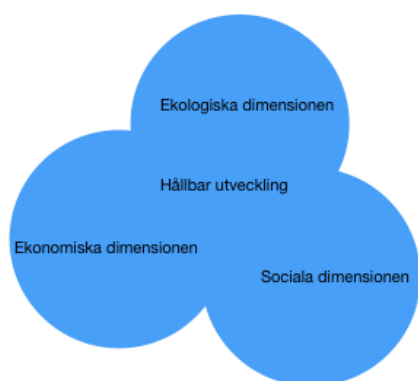 Ekologiska dimensionen
Hållbar utveckling
Ekonomiska dimensionen
Sociala dimensionen